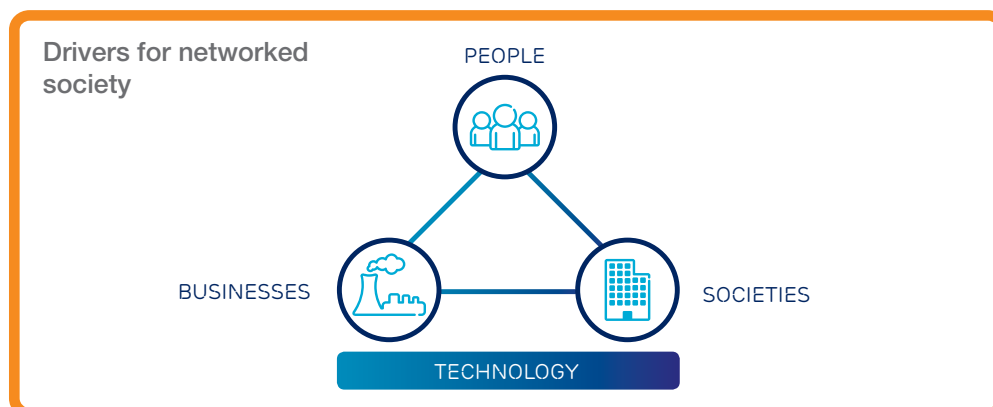 Drivers for networked
society
PEOPLE
BUSINESSES
SOCIETIES
TECHNOLOGY